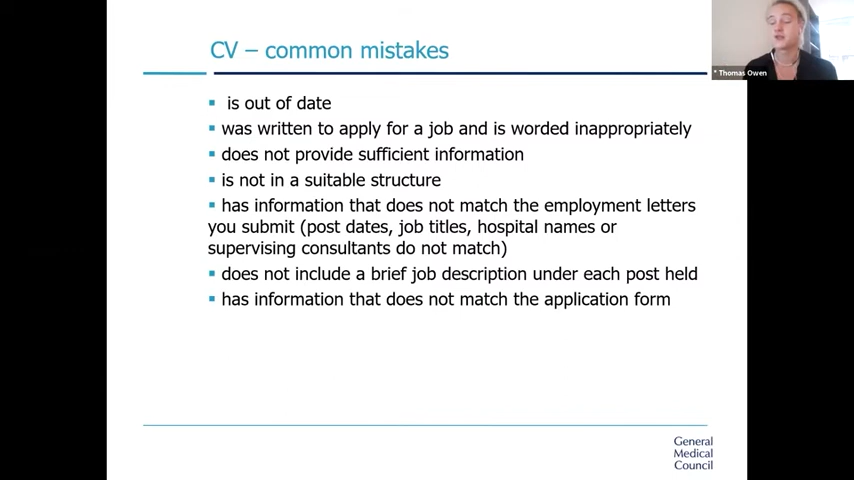 CV – common mistakes
* Thomas Owen
▪ is out of date
▪ was written to apply for a job and is worded inappropriately
▪ does not provide sufficient information
▪ is not in a suitable structure
▪ has information that does not match the employment letters
you submit (post dates, job titles, hospital names or
supervising consultants do not match)
▪ does not include a brief job description under each post held
▪ has information that does not match the application form
General
Medical
Council